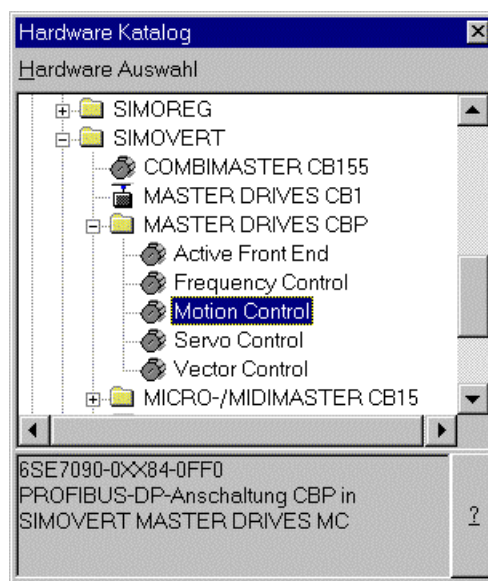 Hardware Katalog
Hardware Auswahl
SIMOREG
SIMOVERT
COMBIMASTER CB155
MASTER DRIVES CB1
MASTER DRIVES CBP
Active Front End
Frequency Control
Motion Control
Servo Control
Vector Control
MICRO-/MIDIMASTER CB15
6SE7090-0XX84-0FF0
PROFIBUS-DP-Anschaltung CBP in
SIMOVERT MASTER DRIVES MC
?